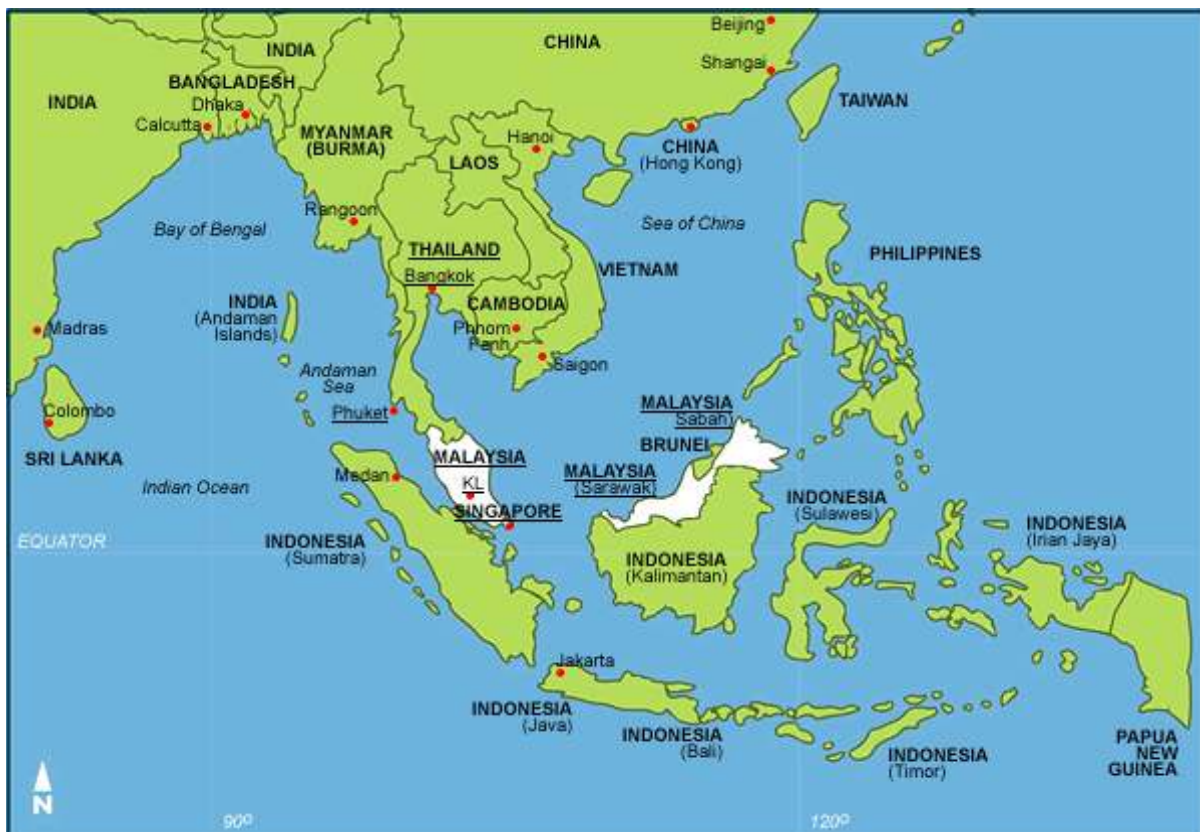 Beijing
INDIA
CHINA
Shangai
BANGLADESH
INDIA
Dhaka
TAIWAN
Calcutta
MYANMAR
(BURMA)
Hanoi
LAOS
CHINA
(Hong Kong)
Rangoon
Bay of Bengal
Sea of China
THAILAND
PHILIPPINES
Bangkok
VIETNAM
INDIA
(Andaman
Islands)
CAMBODIA
Madras
Phnom
Penh
Saigon
Andaman
Sea
Colombo
Phuket
MALAYSIA
Sabah)
SRI LANKA
MALAYSIA
BRUNEI
Medan
KL
MALAYSIA
(Sarawak)
Indian Ocean
INDONESIA
(Sulawesi)
SINGAPORE
INDONESIA
(Irian Jaya)
EQUATOR
INDONESIA
(Sumatra)
INDONESIA
(Kalimantan)
Jakarta
INDONESIA
(Java)
INDONESIA
(Bali)
INDONESIA
(Timor)
PAPUA
NEW
GUINEA
N
90º
120º